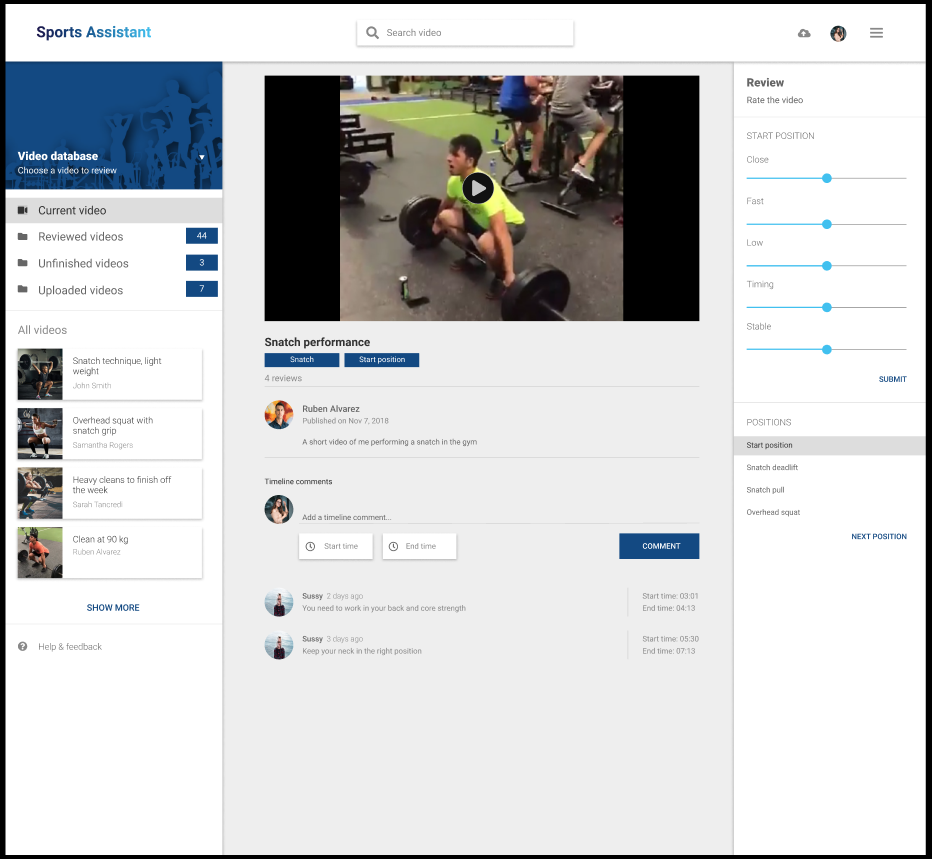 Sports Assistant
Search video
Video database
Choose a video to review
Current video
Reviewed videos 44
Unfinished videos 3
Uploaded videos 7
All videos
Snatch technique, light
weight
John Smith
Overhead squat with
snatch grip
Samantha Rogers
Heavy cleans to finish off
the week
Sarah Tancredi
Clean at 90 kg
Ruben Alvarez
SHOW MORE
Help & feedback
Snatch performance
Snatch Start position
4 reviews
Ruben Alvarez
Published on Nov 7, 2018
A short video of me performing a snatch in the gym
Timeline comments
Add a timeline comment...
Start time End time COMMENT
Sussy 2 days ago
You need to work in your back and core strength
Start time: 03:01
End time: 04:13
Sussy 3 days ago
Keep your neck in the right position
Start time: 05:30
End time: 07:13
Review
Rate the video
START POSITION
Close
Fast
Low
Timing
Stable
SUBMIT
POSITIONS
Start position
Snatch deadlift
Snatch pull
Overhead squat
NEXT POSITION